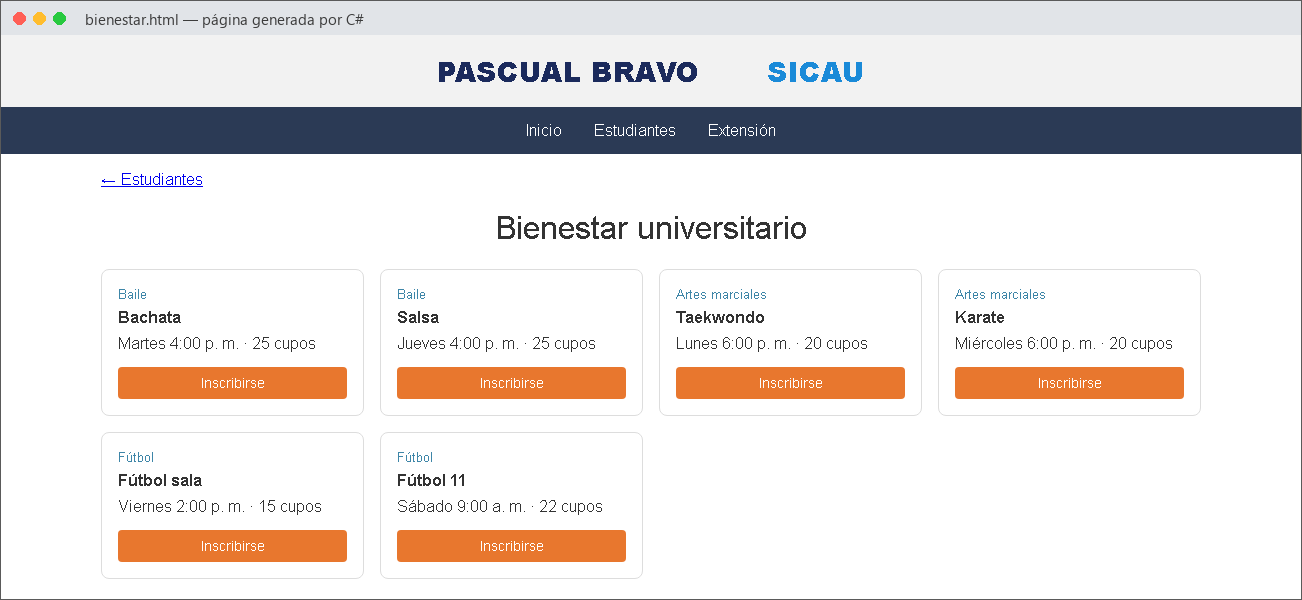 bienestar.html — página generada por C#
PASCUAL BRAVO SICAU
Inicio Estudiantes Extensión
← Estudiantes
Bienestar universitario
Baile
Bachata
Martes 4:00 p. m. · 25 cupos
Inscribirse
Baile
Salsa
Jueves 4:00 p. m. · 25 cupos
Inscribirse
Artes marciales
Taekwondo
Lunes 6:00 p. m. · 20 cupos
Inscribirse
Artes marciales
Karate
Miércoles 6:00 p. m. · 20 cupos
Inscribirse
Fútbol
Fútbol sala
Viernes 2:00 p. m. · 15 cupos
Inscribirse
Fútbol
Fútbol 11
Sábado 9:00 a. m. · 22 cupos
Inscribirse